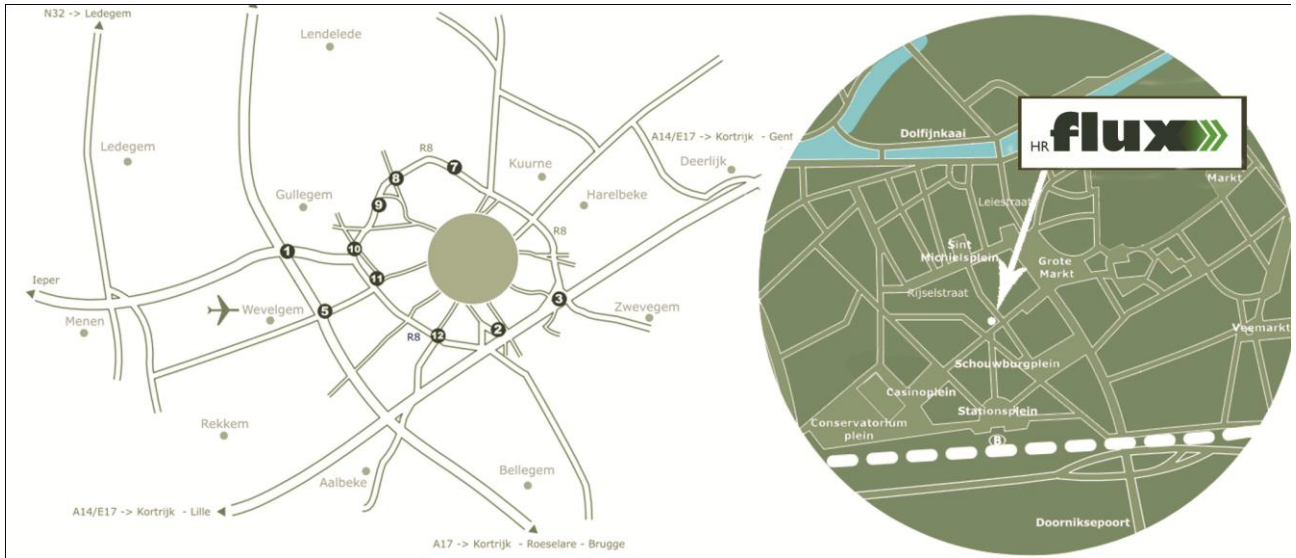 N32 -> Ledegem
Lendelede
Ledegem
R8
7
8
Kuurne
A14/E17 -> Kortrijk - Gent
Deerlijk
Gullegem
9
Harelbeke
R8
10
1
11
Ieper
3
Wevelgem
5
Zwevegem
Menen
R8
12
2
Rekkem
Aalbeke
Bellegem
A14/E17 -> Kortrijk - Lille
A17 -> Kortrijk - Roeselare - Brugge
Dolfijnkaai
HR flux
Markt
Leiestraat
Sint
Michielsplein
Grote
Markt
Rijselstraat
Veemarkt
Schouwburgplein
Casinoplein
Stationsplein
Conservatorium
plein
B
Doorniksepoort